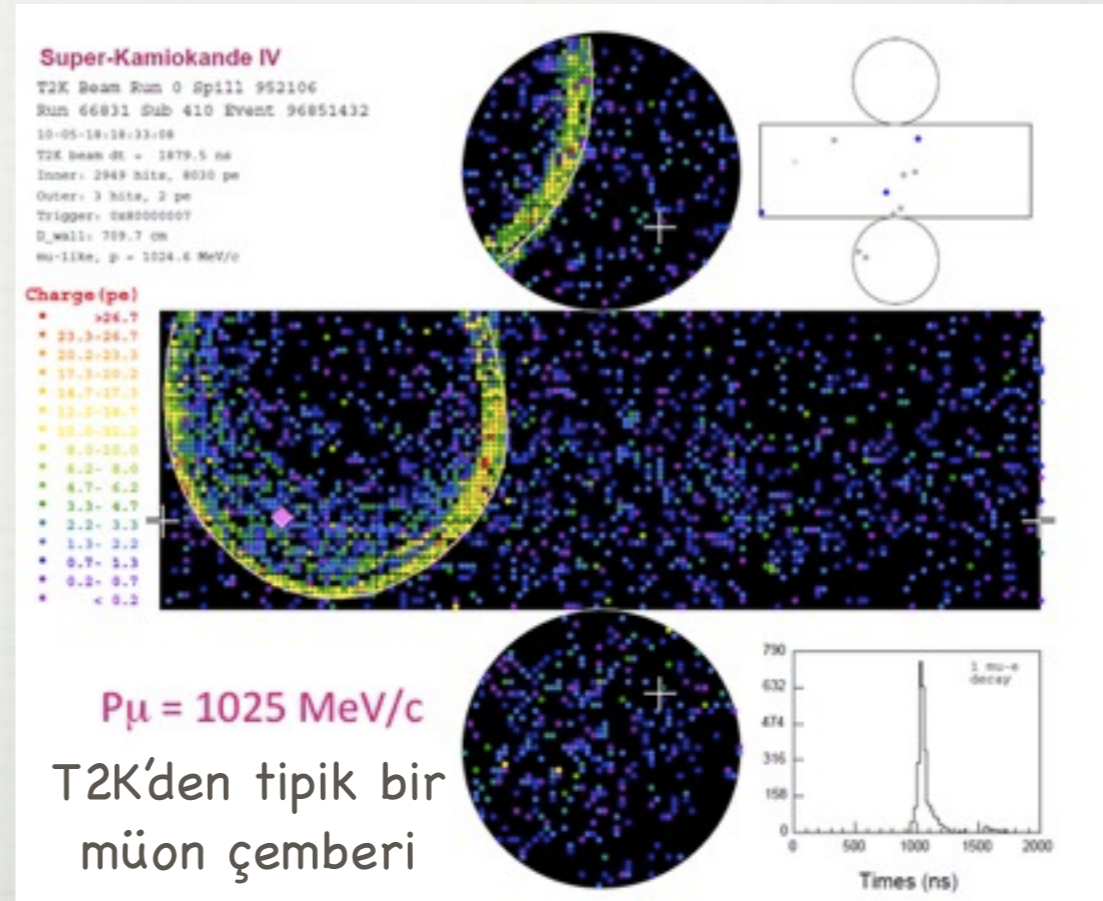 Super-Kamiokande IV
T2K Beam Run 0 Spill 952106
Run 66831 Sub 410 Event 96851432
10-05-18:18:33:08
T2K beam dt = 1879.5 ns
Inner: 2949 hits, 8030 pe
Outer: 3 hits, 2 pe
Trigger: 0x80000007
D_wall: 709.7 cm
mu-like, p = 1024.6 MeV/c
Charge(pe)
>26.7
23.3-26.7
20.2-23.3
17.3-20.2
14.7-17.3
12.2-14.7
10.0-12.2
8.0-10.0
6.2- 8.0
4.7- 6.2
3.3- 4.7
2.2- 3.3
1.3- 2.2
0.7- 1.3
0.2- 0.7
< 0.2
Pμ = 1025 MeV/c
T2K’den tipik bir
müon çemberi
790
632
474
316
158
0
1 mu-e
decay
0 500 1000 1500 2000
Times (ns)